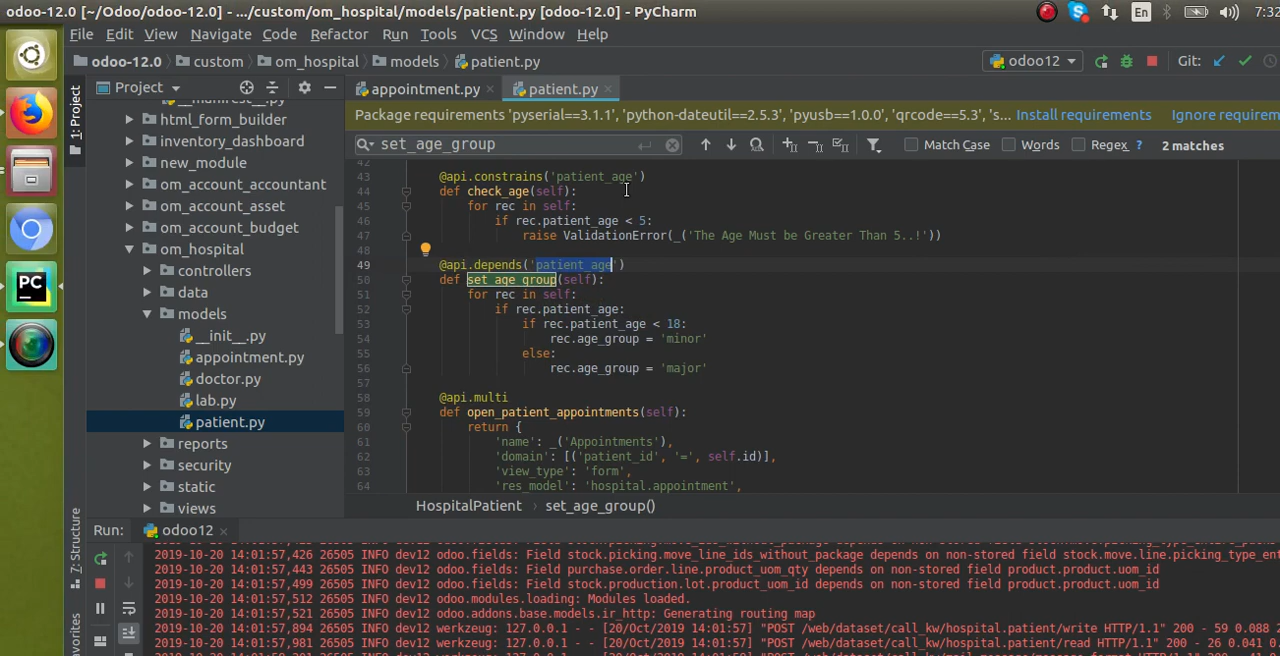 odoo-12.0 [~/Odoo/odoo-12.0] - .../custom/om_hospital/models/patient.py [odoo-12.0] - PyCharm
En
7:32
File Edit View Navigate Code Refactor Run Tools VCS Window Help
odoo-12.0 custom om_hospital models patient.py
odoo12
Git:
1: Project
Project
appointment.py
patient.py
__manifest__.py
html_form_builder
inventory_dashboard
new_module
om_account_accountant
om_account_asset
om_account_budget
om_hospital
controllers
data
models
__init__.py
appointment.py
doctor.py
lab.py
patient.py
reports
security
static
views
Package requirements 'pyserial==3.1.1', 'python-dateutil==2.5.3', 'pyusb==1.0.0', 'qrcode==5.3', 's... Install requirements Ignore require
set_age_group
Match Case Words Regex ? 2 matches
42
43 @api.constrains('patient_age')
44 def check_age(self):
45 for rec in self:
46 if rec.patient_age < 5:
47 raise ValidationError(_('The Age Must be Greater Than 5..!'))
48
49 @api.depends('patient_age')
50 def set_age_group(self):
51 for rec in self:
52 if rec.patient_age:
53 if rec.patient_age < 18:
54 rec.age_group = 'minor'
55 else:
56 rec.age_group = 'major'
57
58 @api.multi
59 def open_patient_appointments(self):
60 return {
61 'name': _('Appointments'),
62 'domain': [('patient_id', '=', self.id)],
63 'view_type': 'form',
64 'res_model': 'hospital.appointment',
HospitalPatient set_age_group()
7: Structure
Run: odoo12
2019-10-20 14:01:57,443 26505 INFO dev12 odoo.fields: Field purchase.order.line.product_uom_qty depends on non-stored field product.product.uom_id
2019-10-20 14:01:57,426 26505 INFO dev12 odoo.fields: Field stock.picking.move_line_ids_without_package depends on non-stored field stock.move.line.picking_type_ent
2019-10-20 14:01:57,499 26505 INFO dev12 odoo.fields: Field stock.production.lot.product_uom_id depends on non-stored field product.product.uom_id
2019-10-20 14:01:57,512 26505 INFO dev12 odoo.modules.loading: Modules loaded.
2019-10-20 14:01:57,521 26505 INFO dev12 odoo.addons.base.models.ir_http: Generating routing map
2019-10-20 14:01:57,894 26505 INFO dev12 werkzeug: 127.0.0.1 - - [20/Oct/2019 14:01:57] "POST /web/dataset/call_kw/hospital.patient/write HTTP/1.1" 200 - 59 0.088
2019-10-20 14:01:57,981 26505 INFO dev12 werkzeug: 127.0.0.1 - - [20/Oct/2019 14:01:57] "POST /web/dataset/call_kw/hospital.patient/read HTTP/1.1" 200 - 26 0.041